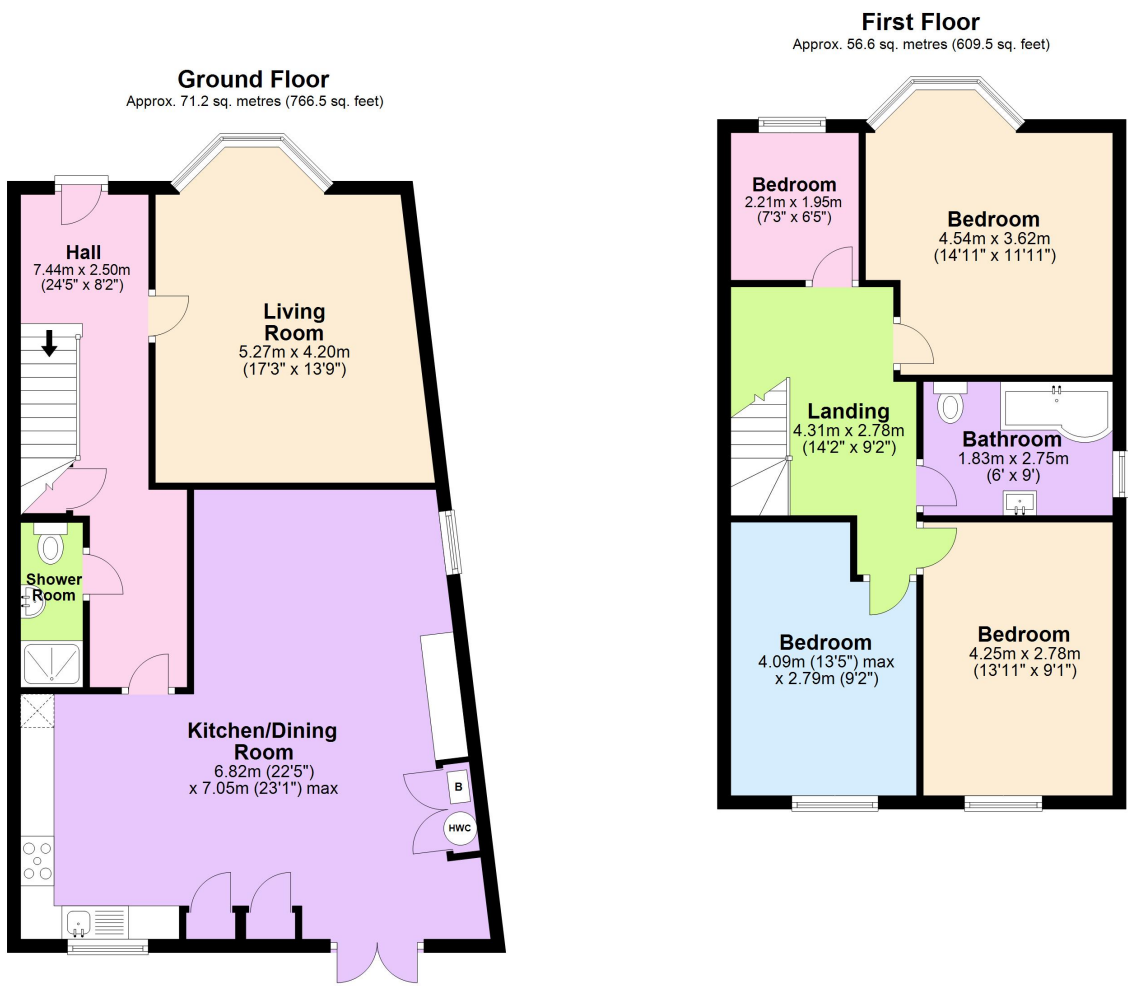 Ground Floor
Approx. 71.2 sq. metres (766.5 sq. feet)
Hall
7.44m x 2.50m
(24'5" x 8'2")
Living
Room
5.27m x 4.20m
(17'3" x 13'9")
Shower
Room
Kitchen/Dining
Room
6.82m (22'5")
x 7.05m (23'1") max
B
HWC
First Floor
Approx. 56.6 sq. metres (609.5 sq. feet)
Bedroom
2.21m x 1.95m
(7'3" x 6'5")
Bedroom
4.54m x 3.62m
(14'11" x 11'11")
Landing
4.31m x 2.78m
(14'2" x 9'2")
Bathroom
1.83m x 2.75m
(6' x 9')
Bedroom
4.09m (13'5") max
x 2.79m (9'2")
Bedroom
4.25m x 2.78m
(13'11" x 9'1")